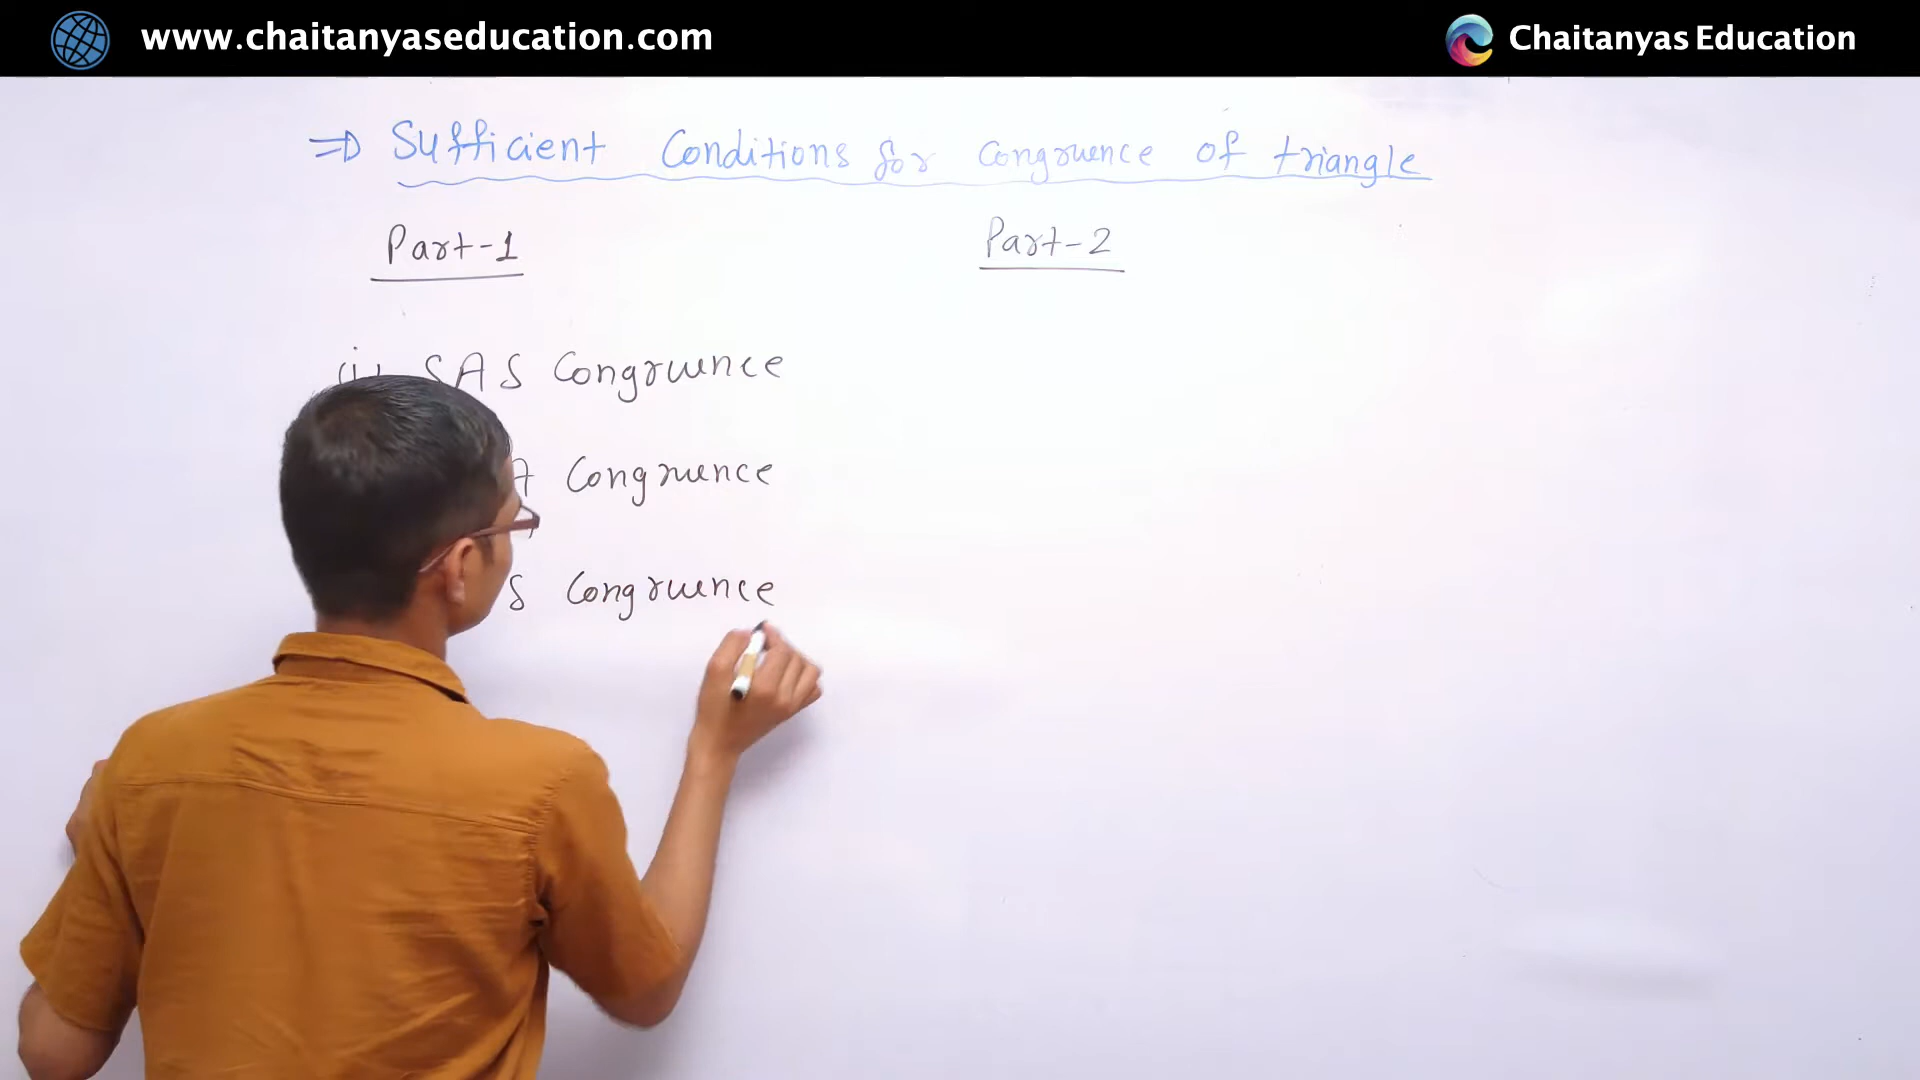 www.chaitanyaseducation.com
Chaitanyas Education
⇒ Sufficient Conditions for Congruence of triangle
Part-1
Part-2
(i) SAS Congruence
Congruence
S Congruence